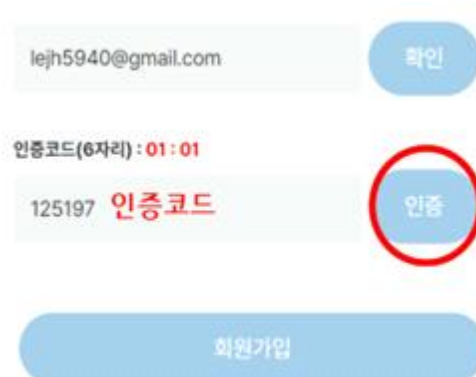 lejh5940@gmail.com 확인
인증코드(6자리) : 01 : 01
125197 인증코드 인증
회원가입